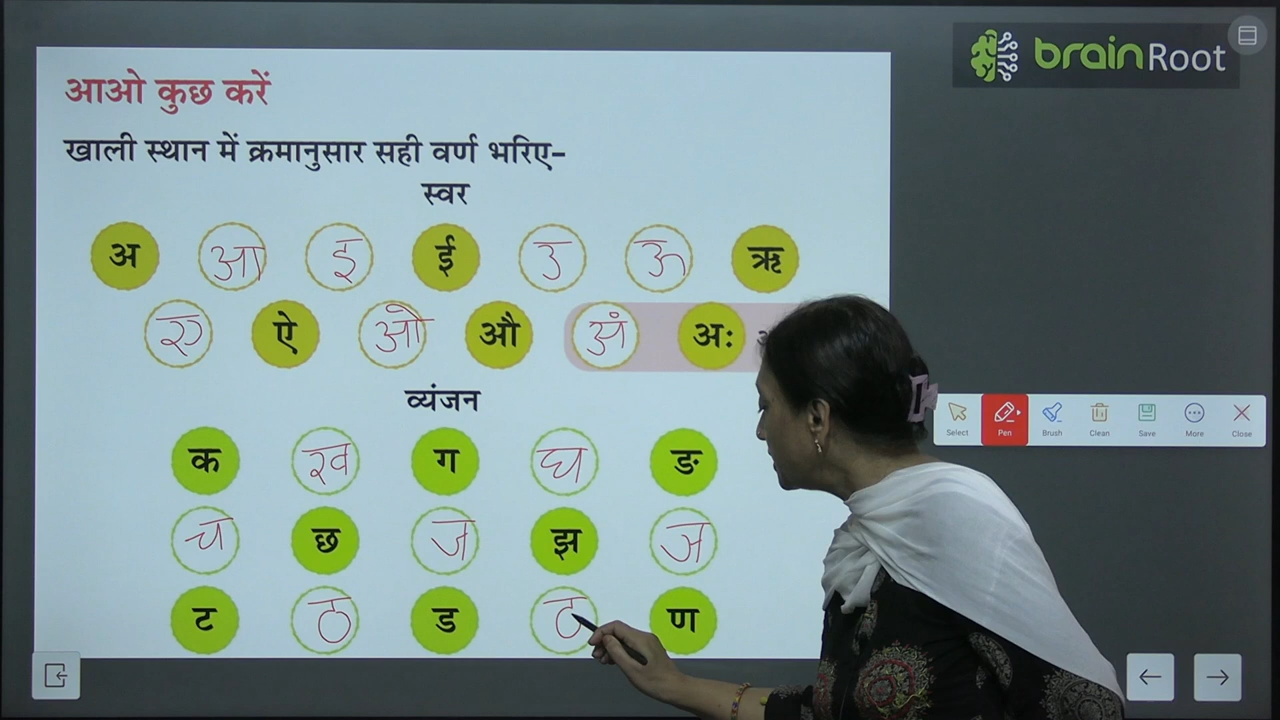 brainRoot
आओ कुछ करें
खाली स्थान में क्रमानुसार सही वर्ण भरिए-
स्वर
अ आ इ ई उ ऊ ऋ
ए ऐ ओ औ अं अः
व्यंजन
क ख ग घ ङ
च छ ज झ ञ
ट ठ ड ण
Select Pen Brush Clean Save More Close